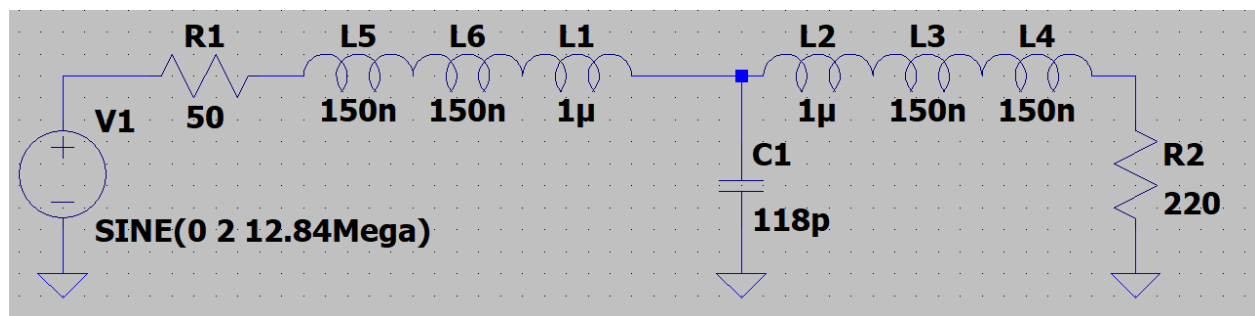 R1
L5
L6
L1
L2
L3
L4
V1
50
150n
150n
1µ
1µ
150n
150n
C1
R2
118p
220
SINE(0 2 12.84Mega)